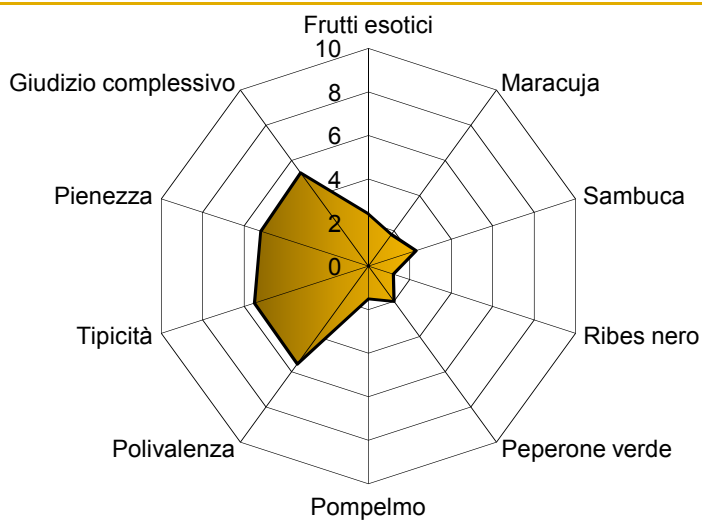 Frutti esotici
10
Giudizio complessivo
Maracuja
8
6
4
Pienezza
Sambuca
2
0
Tipicità
Ribes nero
Polivalenza
Peperone verde
Pompelmo